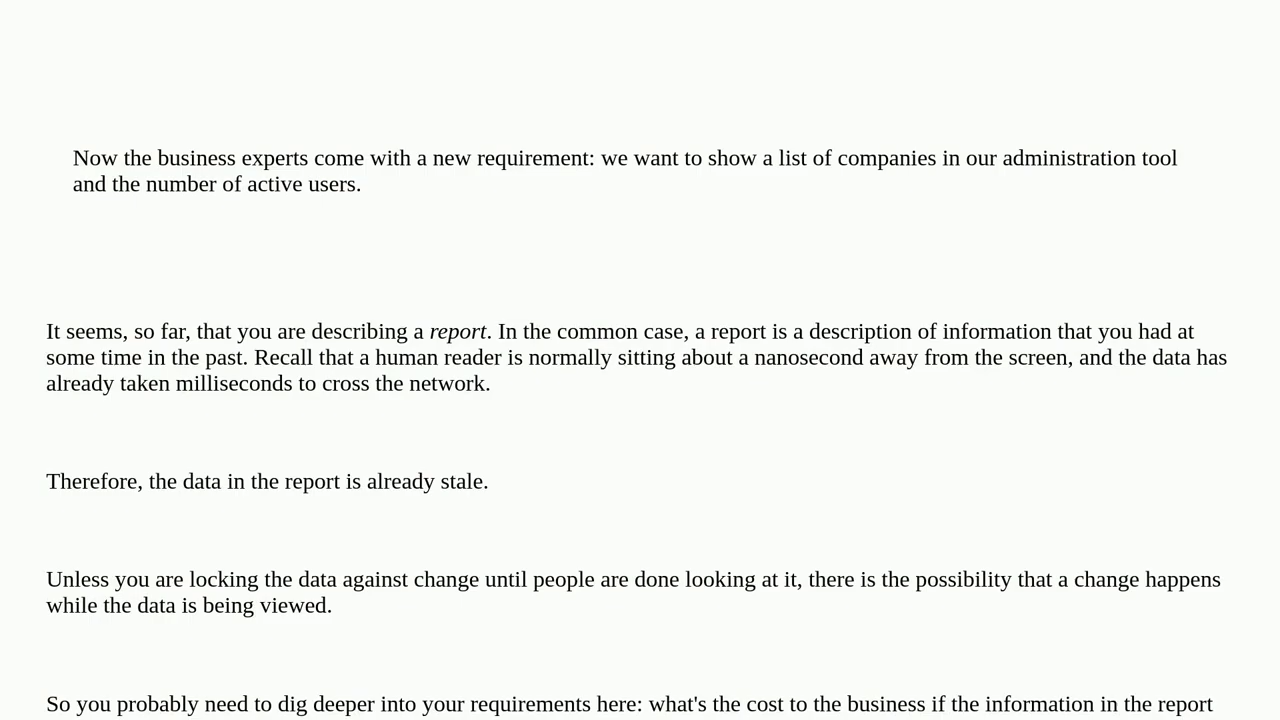 Now the business experts come with a new requirement: we want to show a list of companies in our administration tool
and the number of active users.
It seems, so far, that you are describing a report. In the common case, a report is a description of information that you had at
some time in the past. Recall that a human reader is normally sitting about a nanosecond away from the screen, and the data has
already taken milliseconds to cross the network.
Therefore, the data in the report is already stale.
Unless you are locking the data against change until people are done looking at it, there is the possibility that a change happens
while the data is being viewed.
So you probably need to dig deeper into your requirements here: what's the cost to the business if the information in the report